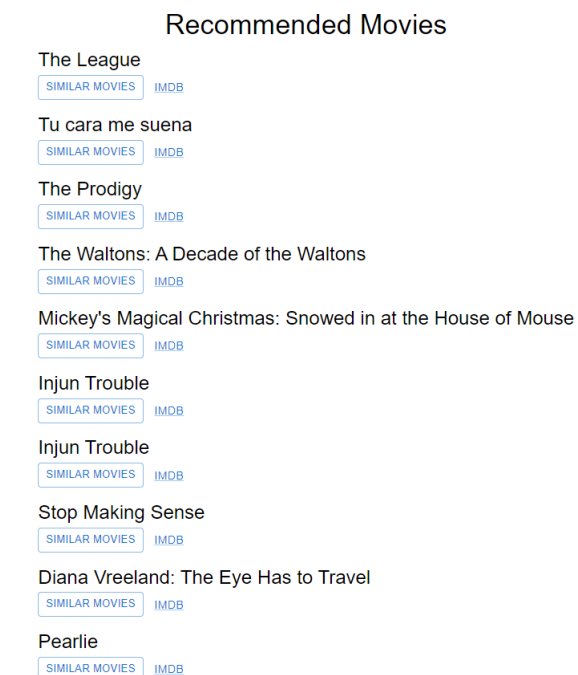 Recommended Movies
The League
SIMILAR MOVIES IMDB
Tu cara me suena
SIMILAR MOVIES IMDB
The Prodigy
SIMILAR MOVIES IMDB
The Waltons: A Decade of the Waltons
SIMILAR MOVIES IMDB
Mickey's Magical Christmas: Snowed in at the House of Mouse
SIMILAR MOVIES IMDB
Injun Trouble
SIMILAR MOVIES IMDB
Injun Trouble
SIMILAR MOVIES IMDB
Stop Making Sense
SIMILAR MOVIES IMDB
Diana Vreeland: The Eye Has to Travel
SIMILAR MOVIES IMDB
Pearlie
SIMILAR MOVIES IMDB